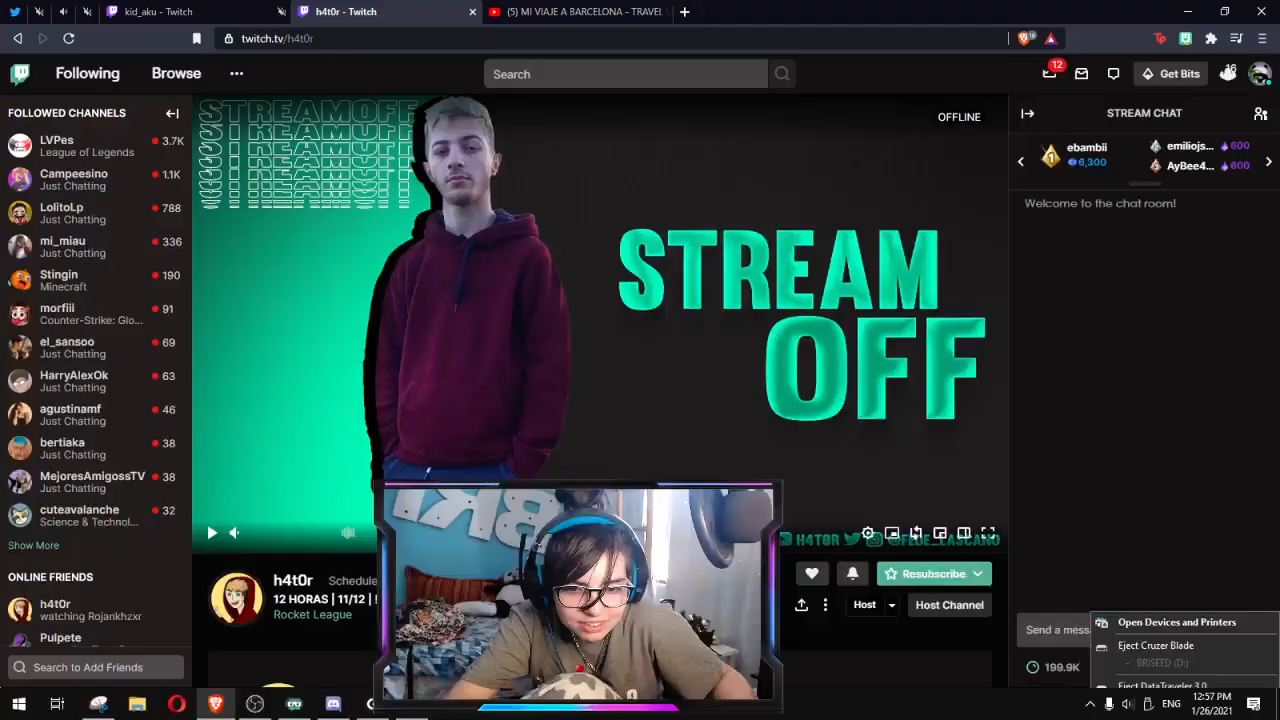 kid_aku - Twitch
h4t0r - Twitch
(5) MI VIAJE A BARCELONA - TRAVEL
twitch.tv/h4t0r
Following
Browse
Search
12
Get Bits
FOLLOWED CHANNELS
LVPes
League of Legends
3.7K
Campeesino
Just Chatting
1.1K
LolitoLp
Just Chatting
788
mi_miau
Just Chatting
336
Stingin
Minecraft
190
morfiii
Counter-Strike: Glo...
91
el_sansoo
Just Chatting
69
HarryAlexOk
Just Chatting
63
agustinamf
Just Chatting
46
bertiaka
Just Chatting
38
MejoresAmigossTV
Just Chatting
38
cuteavalanche
Science & Technol...
32
Show More
ONLINE FRIENDS
h4t0r
watching Rojankhzxr
Pulpete
Search to Add Friends
STREAMOFF
OFFLINE
STREAM
OFF
H4T0R
@FEDE_LASCANO
h4t0r
Schedule
12 HORAS | 11/12 | !
Rocket League
Resubscribe
Host
Host Channel
STREAM CHAT
ebambii
6,300
emiliojs...
600
AyBee4...
600
Welcome to the chat room!
Send a mess
199.9K
Open Devices and Printers
Eject Cruzer Blade
- BRISEED (D:)
Eject DataTraveler 3.0
ENG
12:57 PM
1/26/2021